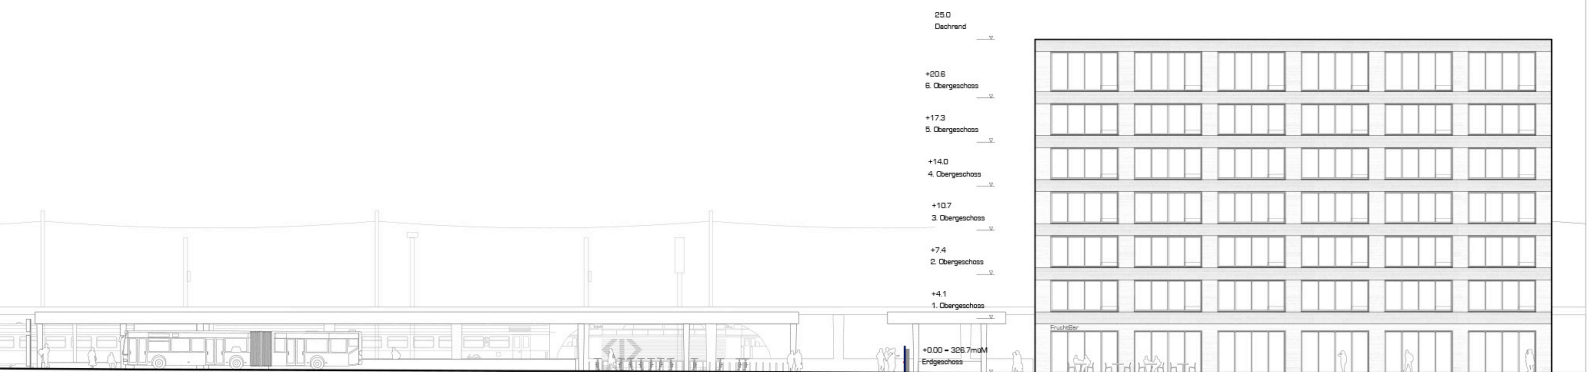 25.0
Dachrand
+20.6
6. Obergeschoss
+17.3
5. Obergeschoss
+14.0
4. Obergeschoss
+10.7
3. Obergeschoss
+7.4
2. Obergeschoss
+4.1
1. Obergeschoss
FruchtBar
+0.00 = 326.7müM
Erdgeschoss